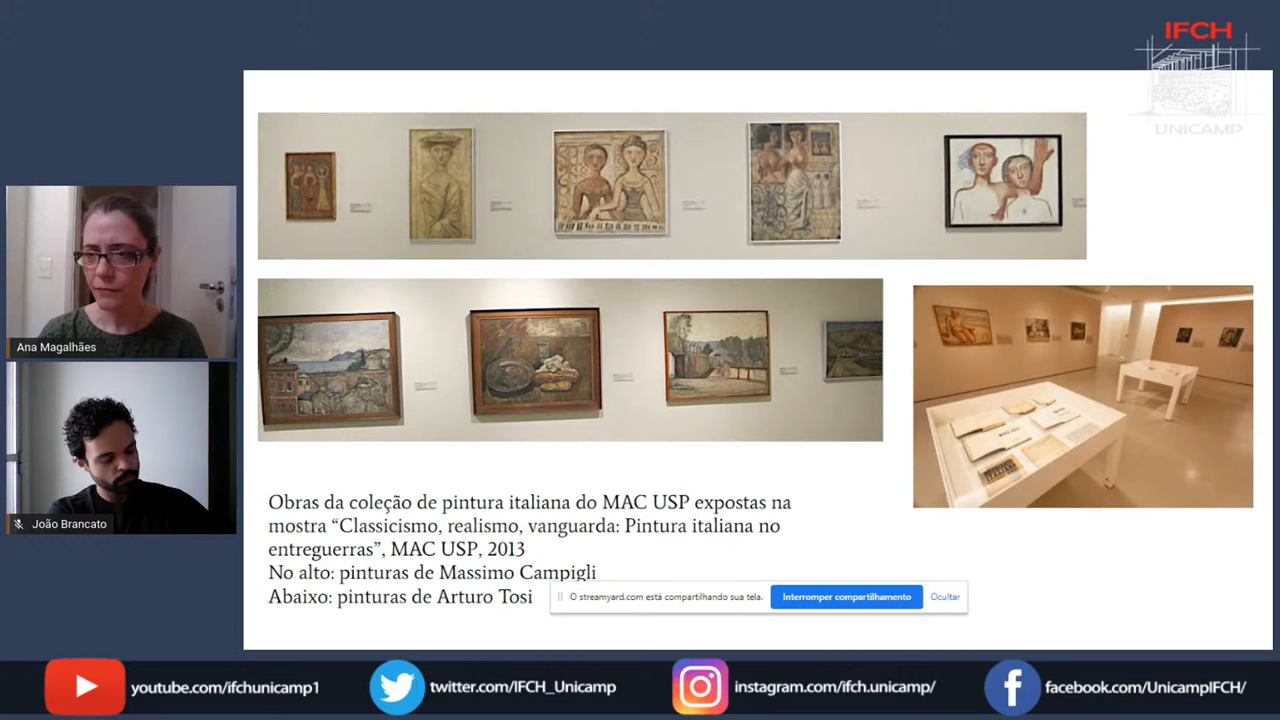 IFCH
UNICAMP
Ana Magalhães
João Brancato
Obras da coleção de pintura italiana do MAC USP expostas na
mostra “Classicismo, realismo, vanguarda: Pintura italiana no
entreguerras”, MAC USP, 2013
No alto: pinturas de Massimo Campigli
Abaixo: pinturas de Arturo Tosi
O streamyard.com está compartilhando sua tela.
Interromper compartilhamento
Ocultar
youtube.com/ifchunicamp1
twitter.com/IFCH_Unicamp
instagram.com/ifch.unicamp/
facebook.com/UnicampIFCH/